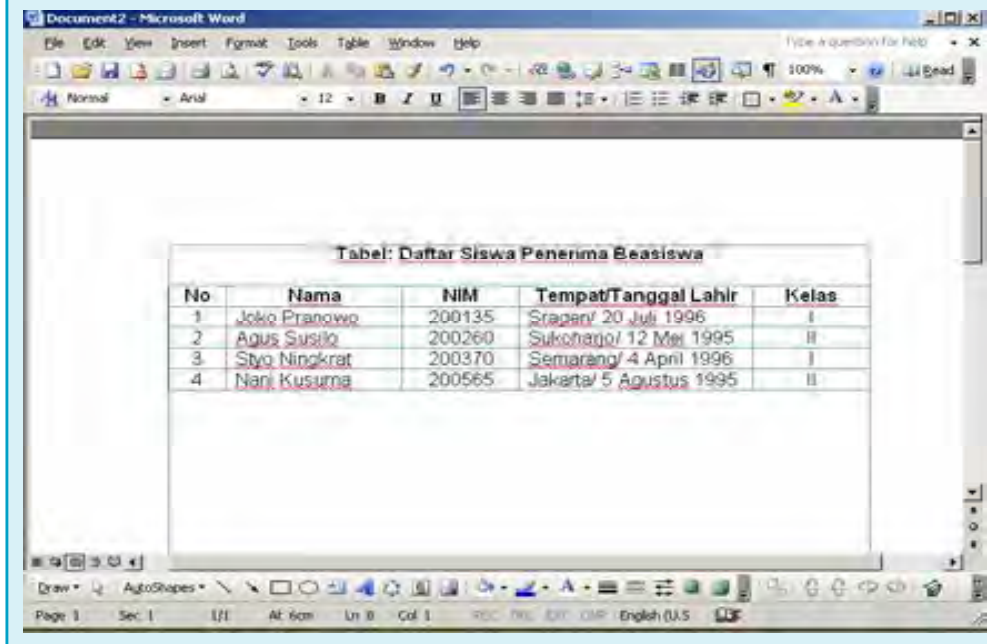 Document2 - Microsoft Word
File Edit View Insert Format Tools Table Window Help Type a question for help
100% Read
Normal Arial 12 B I U A
Tabel: Daftar Siswa Penerima Beasiswa
No Nama NIM Tempat/Tanggal Lahir Kelas
1 Joko Pranowo 200135 Sragen/ 20 Juli 1996 I
2 Agus Susilo 200260 Sukoharjo/ 12 Mei 1995 II
3 Styo Ningkrat 200370 Semarang/ 4 April 1996 I
4 Nani Kusuma 200565 Jakarta/ 5 Agustus 1995 II
Draw AutoShapes A
Page 1 Sec 1 1/1 At 6cm Ln 8 Col 1 REC TRK EXT OVR English (U.S